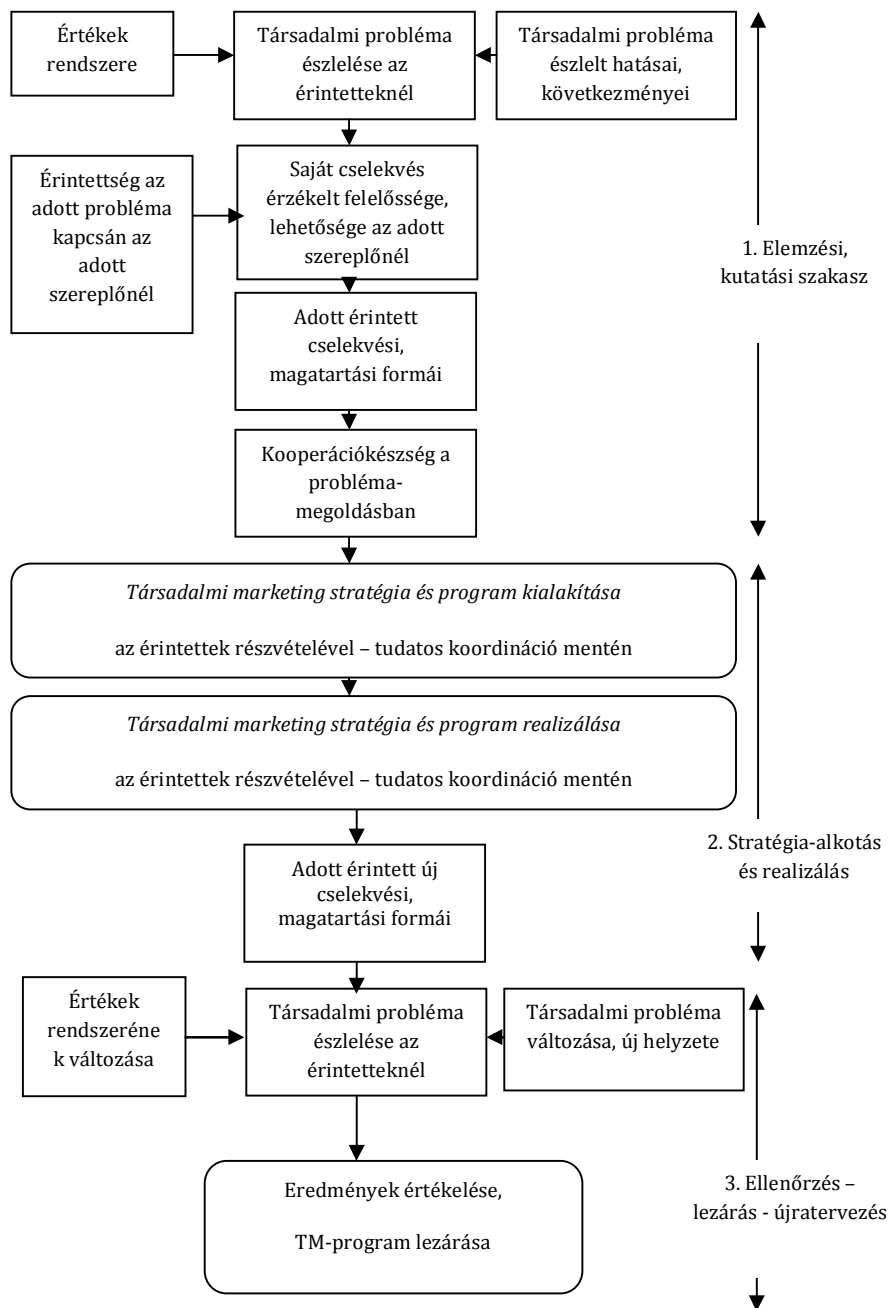 Értékek
rendszere
Társadalmi probléma
észlelése az
érintetteknél
Társadalmi probléma
észlelt hatásai,
következményei
Érintettség az
adott probléma
kapcsán az
adott
szereplőnél
Saját cselekvés
érzékelt felelőssége,
lehetősége az adott
szereplőnél
1. Elemzési,
kutatási szakasz
Adott érintett
cselekvési,
magatartási formái
Kooperációkészség a
probléma-
megoldásban
Társadalmi marketing stratégia és program kialakítása
az érintettek részvételével – tudatos koordináció mentén
Társadalmi marketing stratégia és program realizálása
az érintettek részvételével – tudatos koordináció mentén
2. Stratégia-alkotás
és realizálás
Adott érintett új
cselekvési,
magatartási formái
Értékek
rendszeréne
k változása
Társadalmi probléma
észlelése az
érintetteknél
Társadalmi probléma
változása, új helyzete
Eredmények értékelése,
TM-program lezárása
3. Ellenőrzés –
lezárás - újratervezés